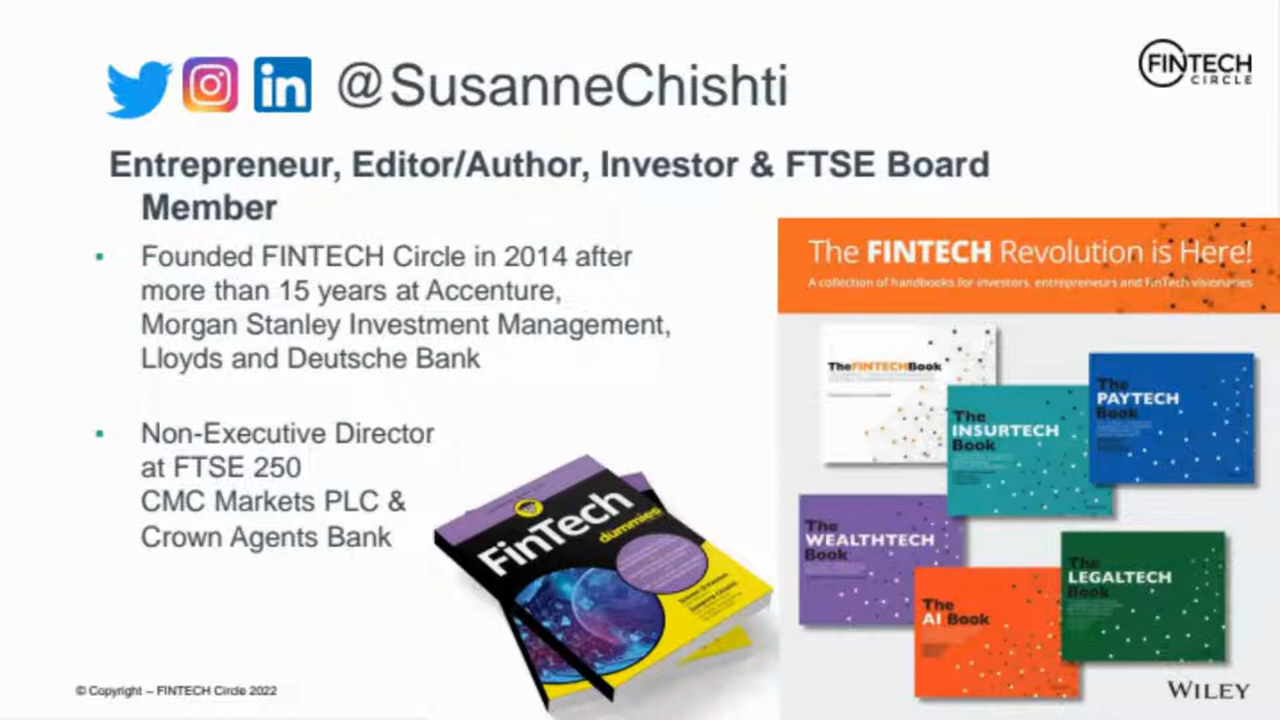 @SusanneChishti
FINTECH
CIRCLE
Entrepreneur, Editor/Author, Investor & FTSE Board
Member
Founded FINTECH Circle in 2014 after
more than 15 years at Accenture,
Morgan Stanley Investment Management,
Lloyds and Deutsche Bank
Non-Executive Director
at FTSE 250
CMC Markets PLC &
Crown Agents Bank
FinTech
dummies
The FINTECH Revolution is Here!
A collection of handbooks for investors, entrepreneurs and FinTech visionaries
TheFINTECHBook
The
PAYTECH
Book
The
INSURTECH
Book
The
WEALTHTECH
Book
The
LEGALTECH
Book
The
AI Book
WILEY
© Copyright – FINTECH Circle 2022